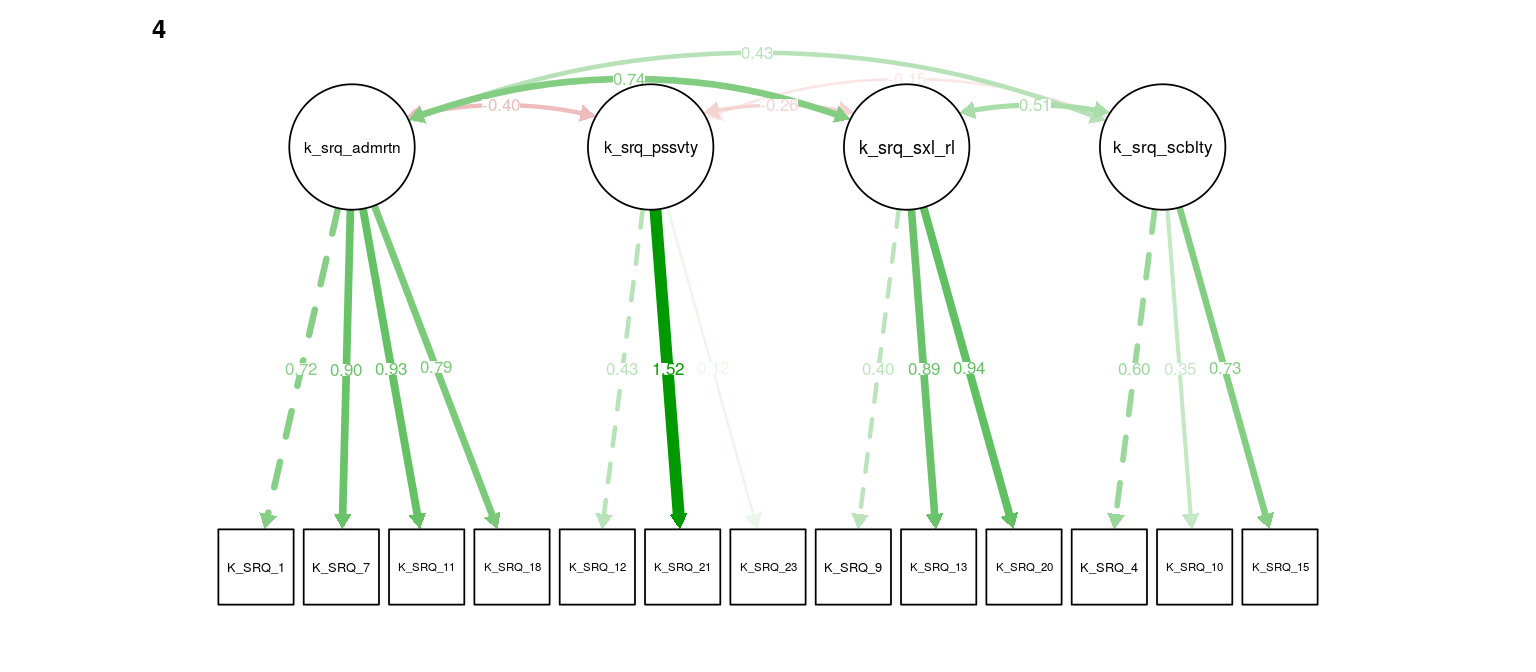 4
0.43
0.74
-0.15
-0.40
-0.26
0.51
k_srq_admrtn
k_srq_pssvty
k_srq_sxl_rl
k_srq_scblty
0.72
0.90
0.93
0.79
0.43
1.52
0.12
0.40
0.89
0.94
0.60
0.35
0.73
K_SRQ_1
K_SRQ_7
K_SRQ_11
K_SRQ_18
K_SRQ_12
K_SRQ_21
K_SRQ_23
K_SRQ_9
K_SRQ_13
K_SRQ_20
K_SRQ_4
K_SRQ_10
K_SRQ_15